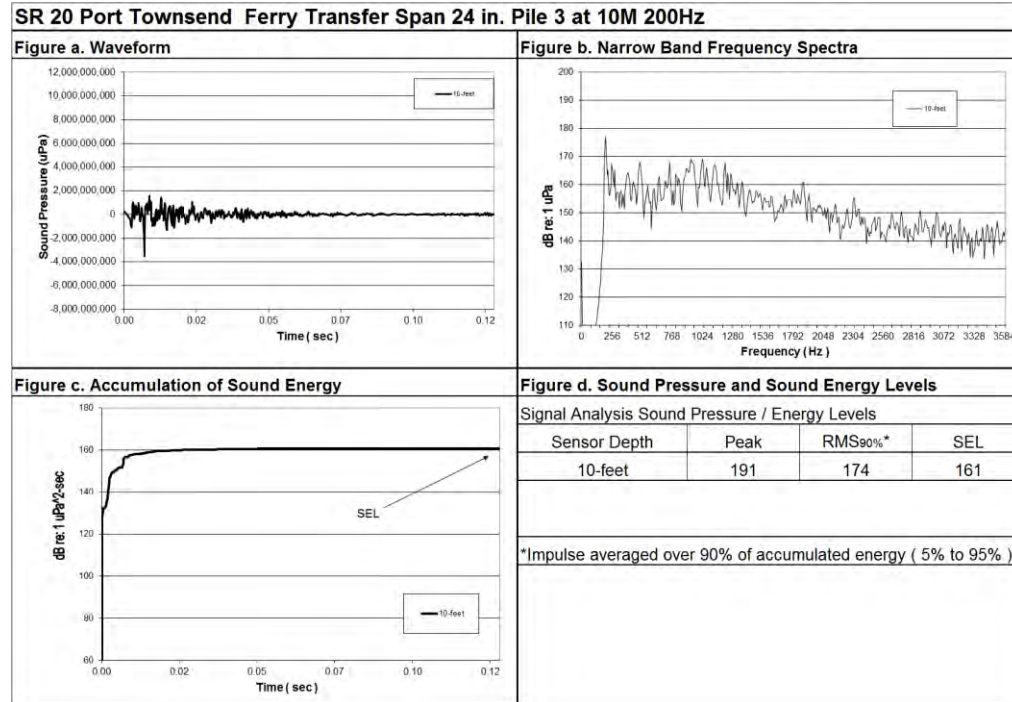 SR 20 Port Townsend Ferry Transfer Span 24 in. Pile 3 at 10M 200Hz
Figure a. Waveform
12,000,000,000
10,000,000,000
8,000,000,000
6,000,000,000
4,000,000,000
2,000,000,000
0
-2,000,000,000
-4,000,000,000
-6,000,000,000
-8,000,000,000
Sound Pressure (uPa)
10-feet
0.00 0.02 0.05 0.07 0.10 0.12
Time ( sec )
Figure b. Narrow Band Frequency Spectra
200
190
180
170
160
150
140
130
120
110
dB re: 1 uPa
10-feet
0 256 512 768 1024 1280 1536 1792 2048 2304 2560 2816 3072 3328 3584
Frequency ( Hz )
Figure c. Accumulation of Sound Energy
180
160
140
120
100
80
60
dB re: 1 uPa^2-sec
SEL
10-feet
0.00 0.02 0.05 0.07 0.10 0.12
Time ( sec )
Figure d. Sound Pressure and Sound Energy Levels
Signal Analysis Sound Pressure / Energy Levels
Sensor Depth Peak RMS90%* SEL
10-feet 191 174 161
*Impulse averaged over 90% of accumulated energy ( 5% to 95% )